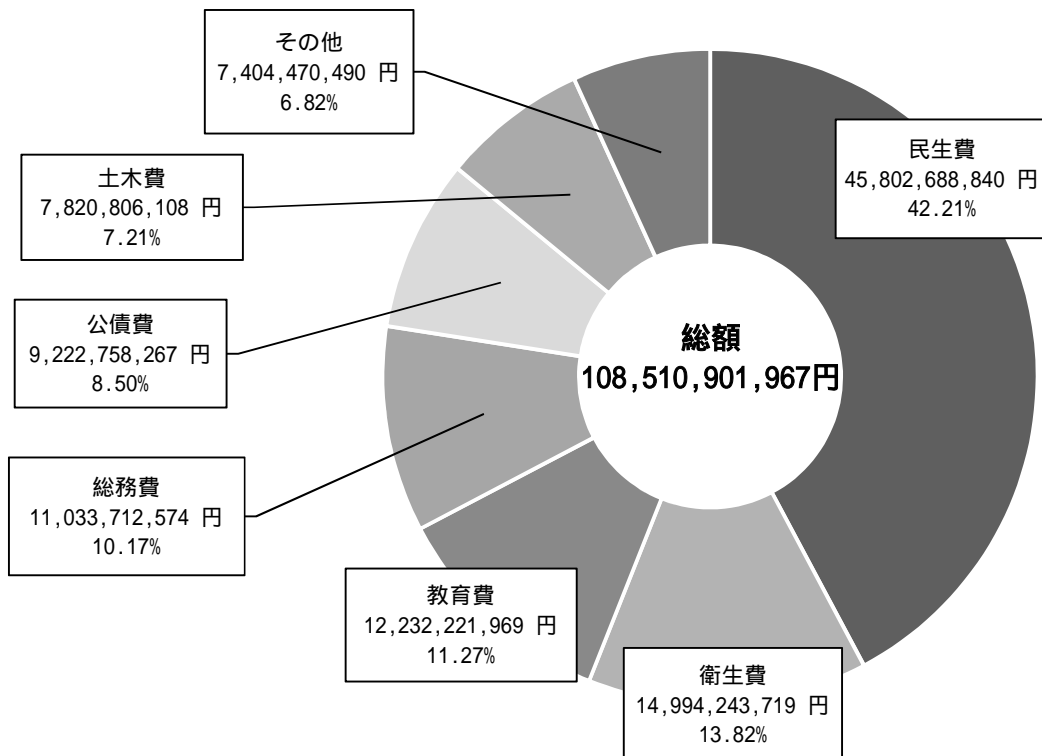 その他
7,404,470,490 円
6.82%
民生費
45,802,688,840 円
42.21%
土木費
7,820,806,108 円
7.21%
公債費
9,222,758,267 円
8.50%
総額
108,510,901,967円
総務費
11,033,712,574 円
10.17%
教育費
12,232,221,969 円
11.27%
衛生費
14,994,243,719 円
13.82%